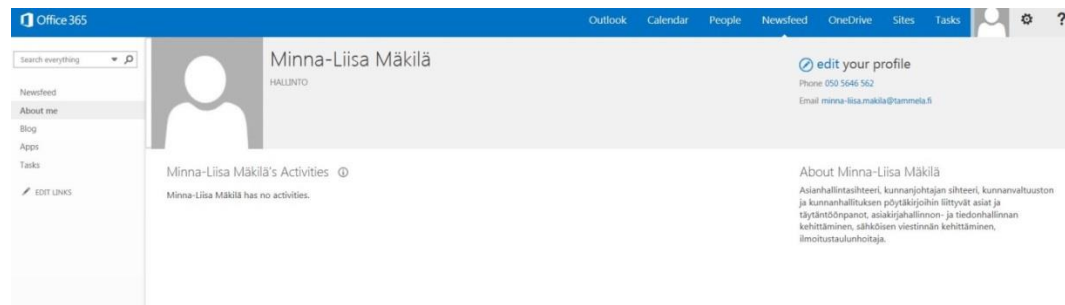 Office 365
Outlook Calendar People Newsfeed OneDrive Sites Tasks ?
Search everything
Newsfeed
About me
Blog
Apps
Tasks
EDIT LINKS
Minna-Liisa Mäkilä
HALLINTO
edit your profile
Phone 050 5646 562
Email minna-liisa.makila@tammela.fi
Minna-Liisa Mäkilä's Activities
Minna-Liisa Mäkilä has no activities.
About Minna-Liisa Mäkilä
Asianhallintasihteeri, kunnanjohtajan sihteeri, kunnanvaltuuston
ja kunnanhallituksen pöytäkirjoihin liittyvät asiat ja
täytäntöönpanot, asiakirjahallinnon- ja tiedonhallinnan
kehittäminen, sähköisen viestinnän kehittäminen,
ilmoitustaulunhoitaja.